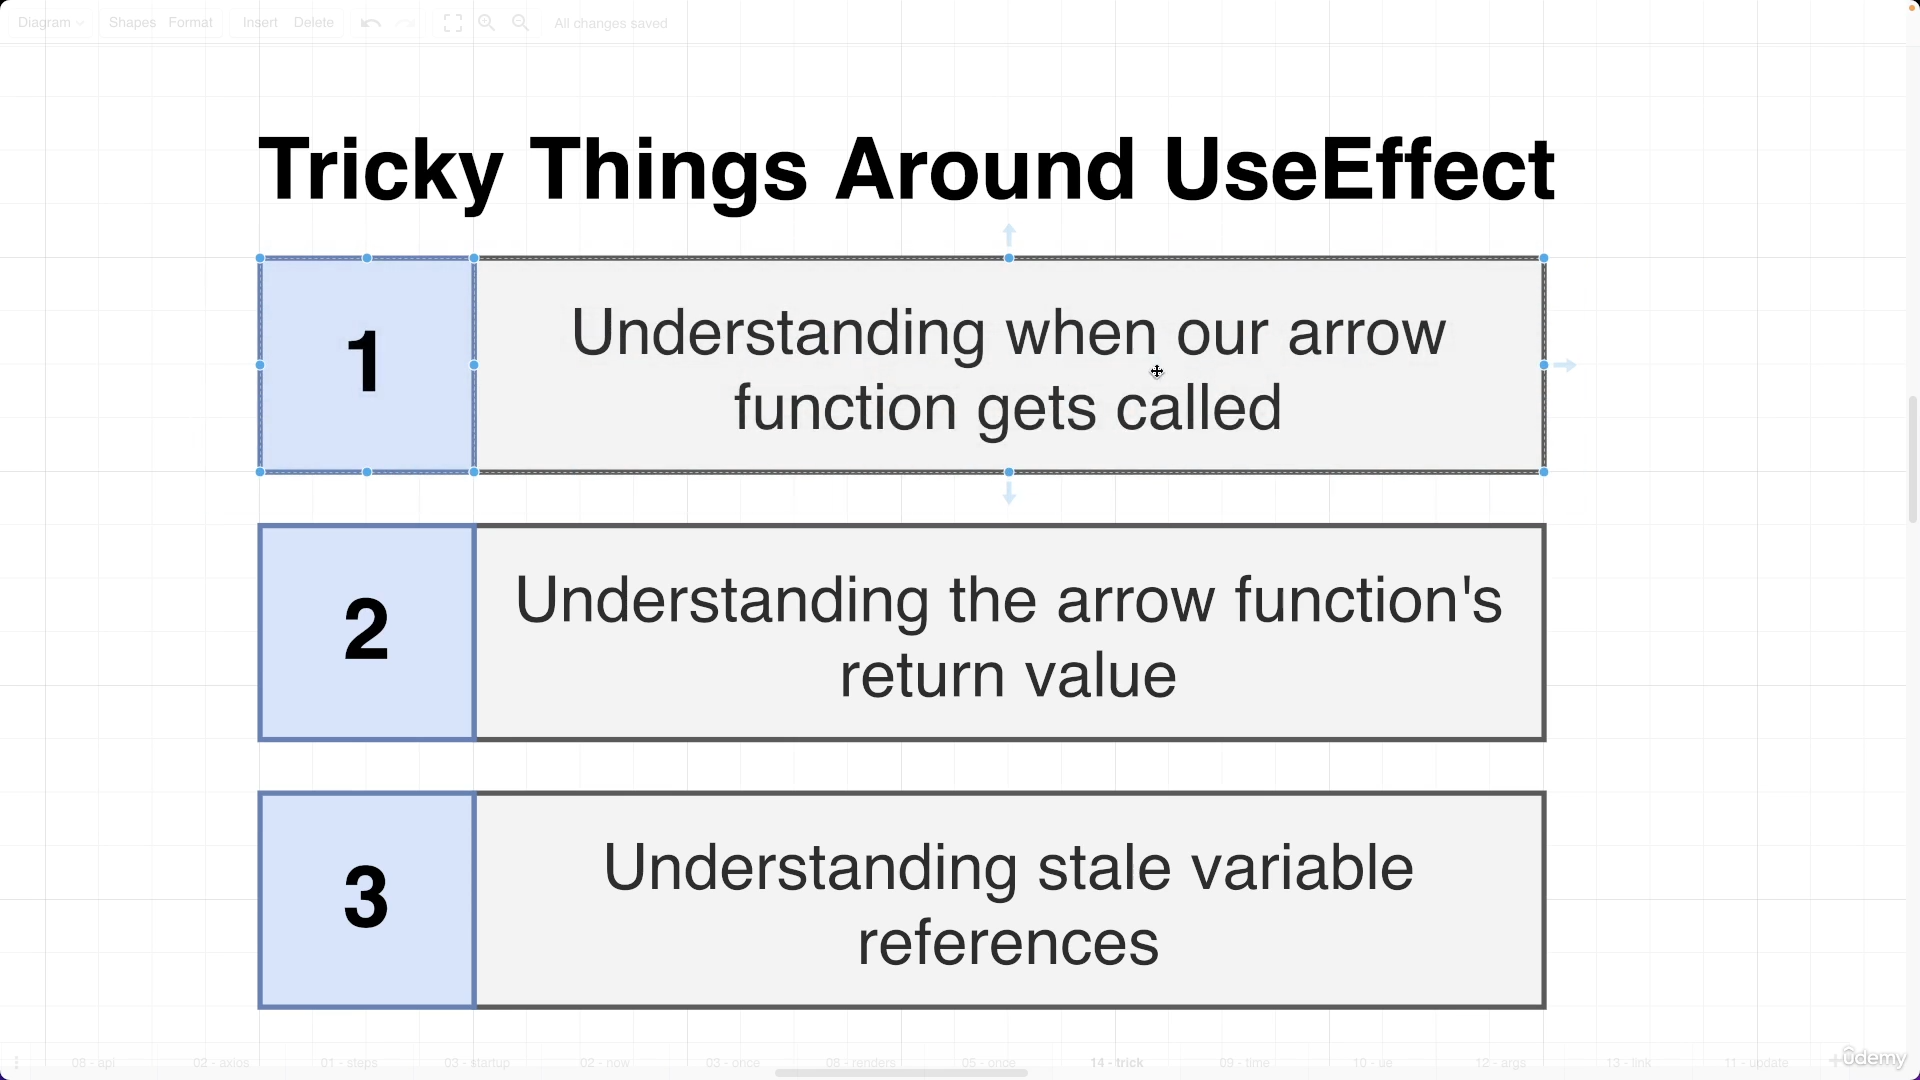 Diagram Shapes Format Insert Delete All changes saved
Tricky Things Around UseEffect
1
Understanding when our arrow
function gets called
2
Understanding the arrow function's
return value
3
Understanding stale variable
references
08 - api 02 - axios 01 - steps 03 - startup 02 - now 03 - once 08 - renders 05 - once 14 - trick 09 - time 10 - ue 12 - args 13 - link 11 - update
ûdemy